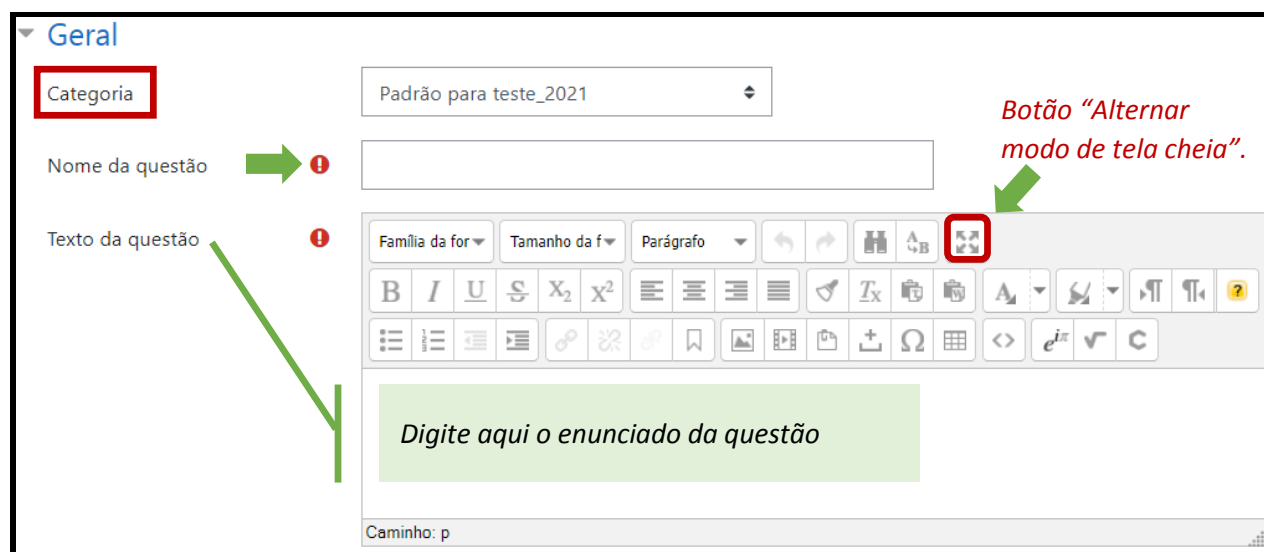 Geral
Categoria
Padrão para teste_2021
Botão “Alternar
modo de tela cheia”.
Nome da questão
Texto da questão
Família da for
Tamanho da f
Parágrafo
Digite aqui o enunciado da questão
Caminho: p